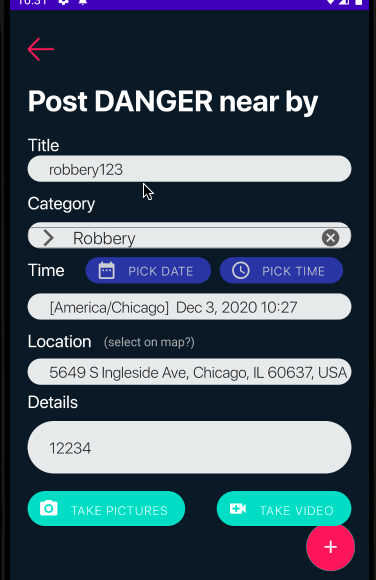 10:31
Post DANGER near by
Title
robbery123
Category
Robbery
Time PICK DATE PICK TIME
[America/Chicago] Dec 3, 2020 10:27
Location (select on map?)
5649 S Ingleside Ave, Chicago, IL 60637, USA
Details
12234
TAKE PICTURES TAKE VIDEO
+